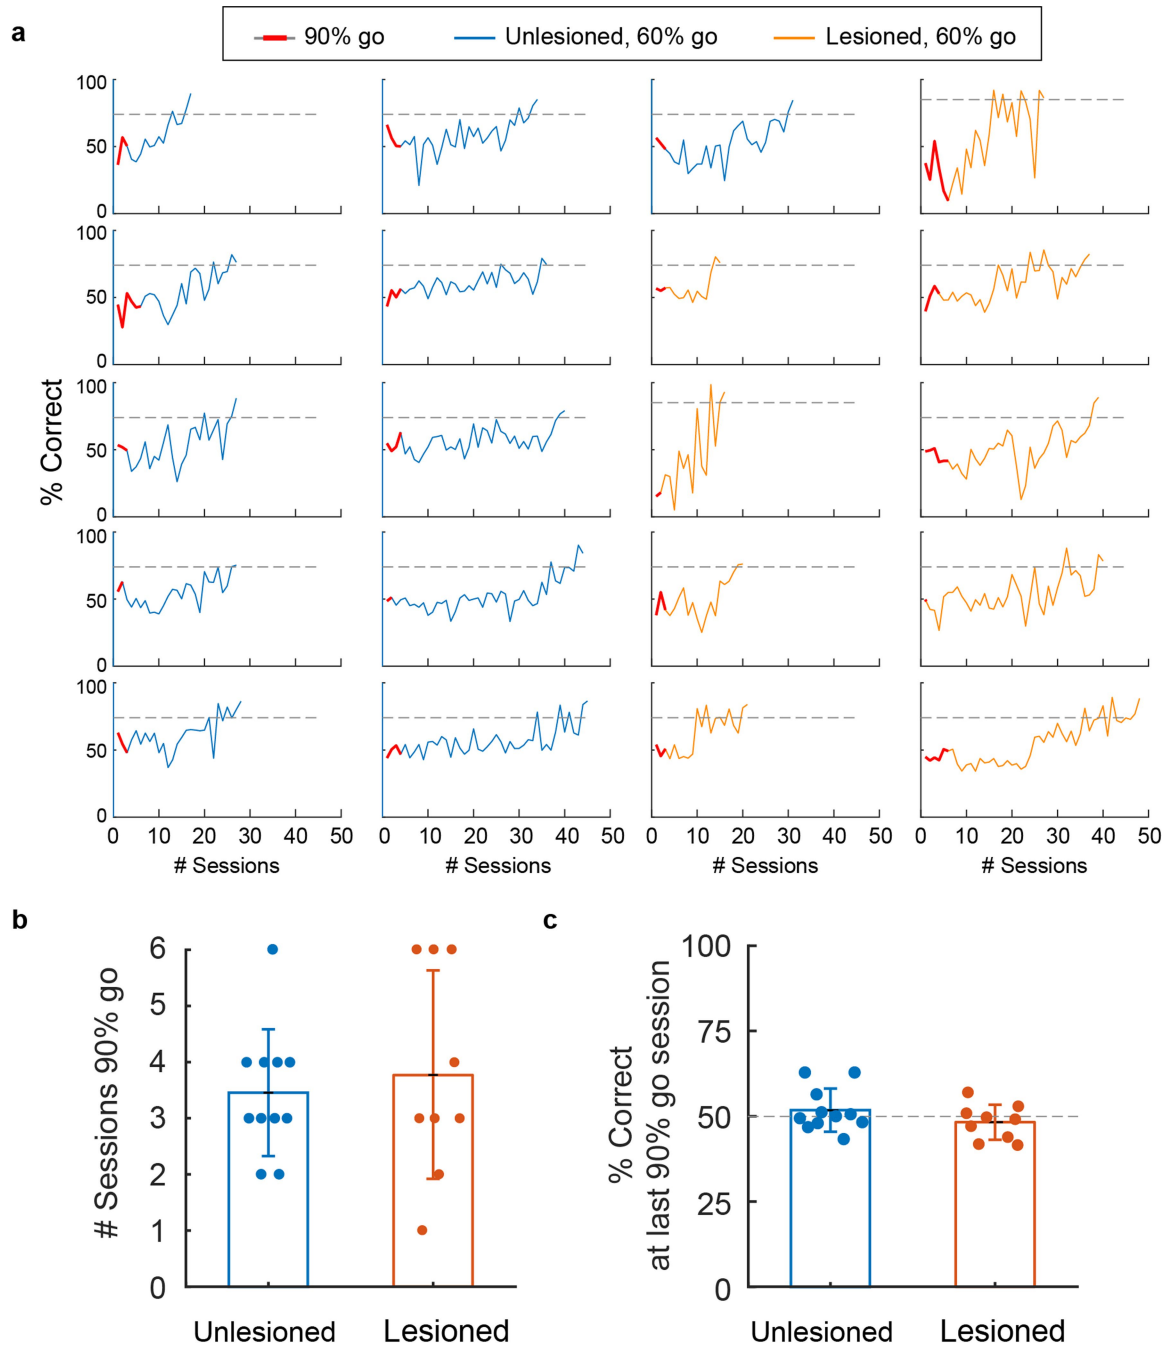 a
90% go Unlesioned, 60% go Lesioned, 60% go
100
50
0
100
50
0
% Correct
100
50
0
100
50
0
100
50
0
0 10 20 30 40 50 0 10 20 30 40 50 0 10 20 30 40 50 0 10 20 30 40 50
# Sessions # Sessions # Sessions # Sessions
b
# Sessions 90% go
6
5
4
3
2
1
0
Unlesioned Lesioned
c
% Correct
at last 90% go session
100
75
50
25
0
Unlesioned Lesioned